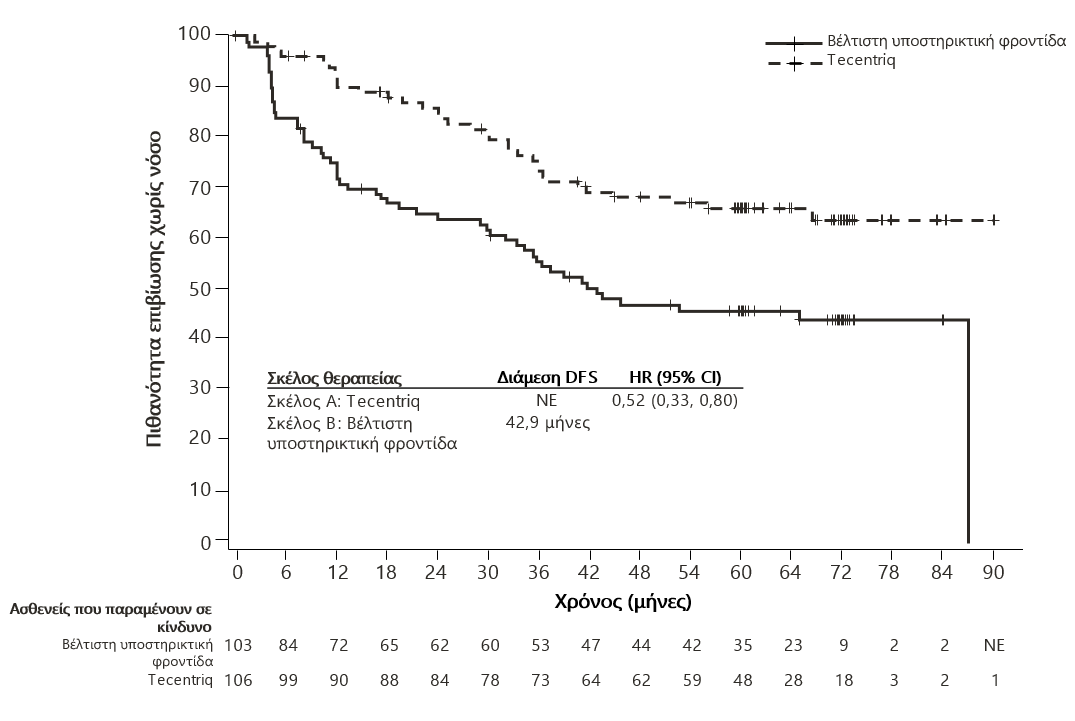 Βέλτιστη υποστηρικτική φροντίδα
Tecentriq
Πιθανότητα επιβίωσης χωρίς νόσο
100
90
80
70
60
50
40
30
20
10
0
Σκέλος θεραπείας Διάμεση DFS HR (95% CI)
Σκέλος Α: Tecentriq NE 0,52 (0,33, 0,80)
Σκέλος Β: Βέλτιστη 42,9 μήνες
υποστηρικτική φροντίδα
0 6 12 18 24 30 36 42 48 54 60 64 72 78 84 90
Χρόνος (μήνες)
Ασθενείς που παραμένουν σε
κίνδυνο
Βέλτιστη υποστηρικτική 103 84 72 65 62 60 53 47 44 42 35 23 9 2 2 NE
φροντίδα
Tecentriq 106 99 90 88 84 78 73 64 62 59 48 28 18 3 2 1